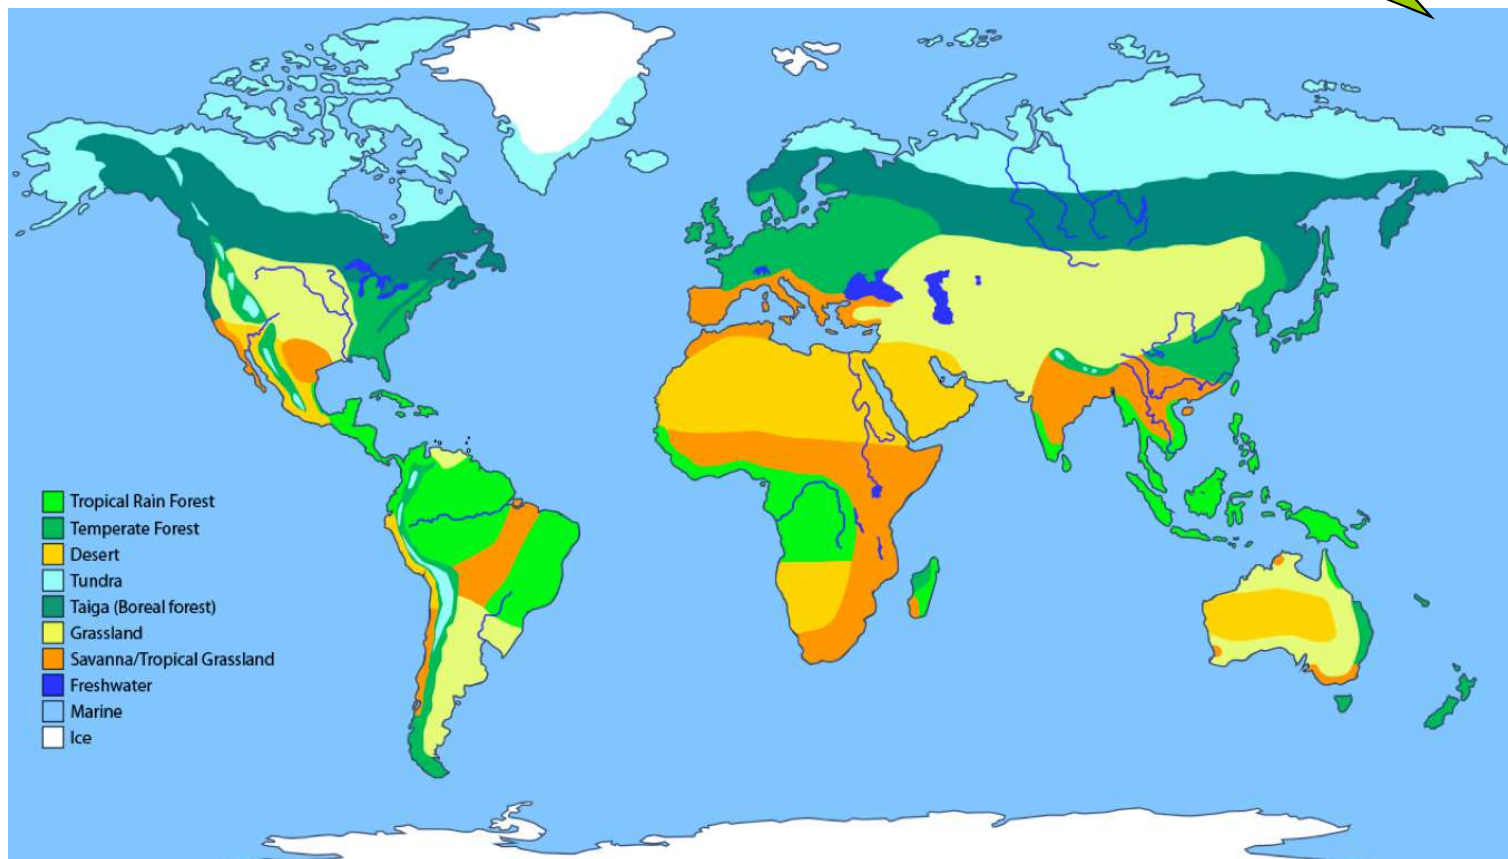 Tropical Rain Forest
Temperate Forest
Desert
Tundra
Taiga (Boreal forest)
Grassland
Savanna/Tropical Grassland
Freshwater
Marine
Ice